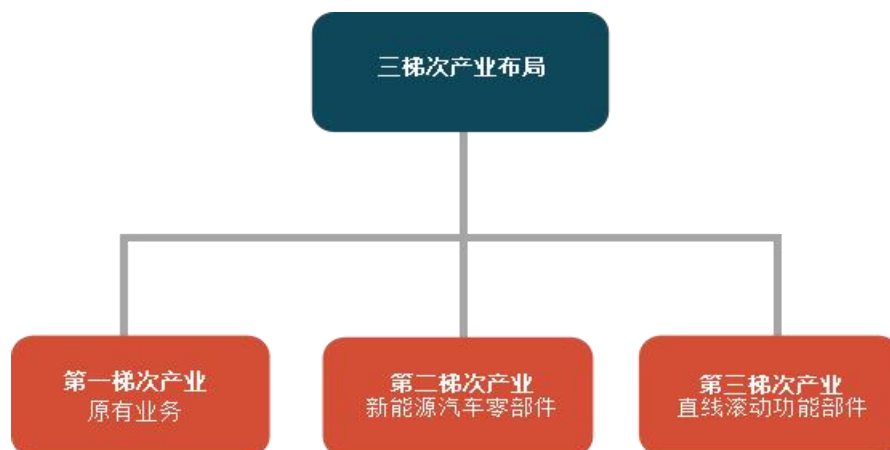 三梯次产业布局
第一梯次产业
原有业务
第二梯次产业
新能源汽车零部件
第三梯次产业
直线滚动功能部件